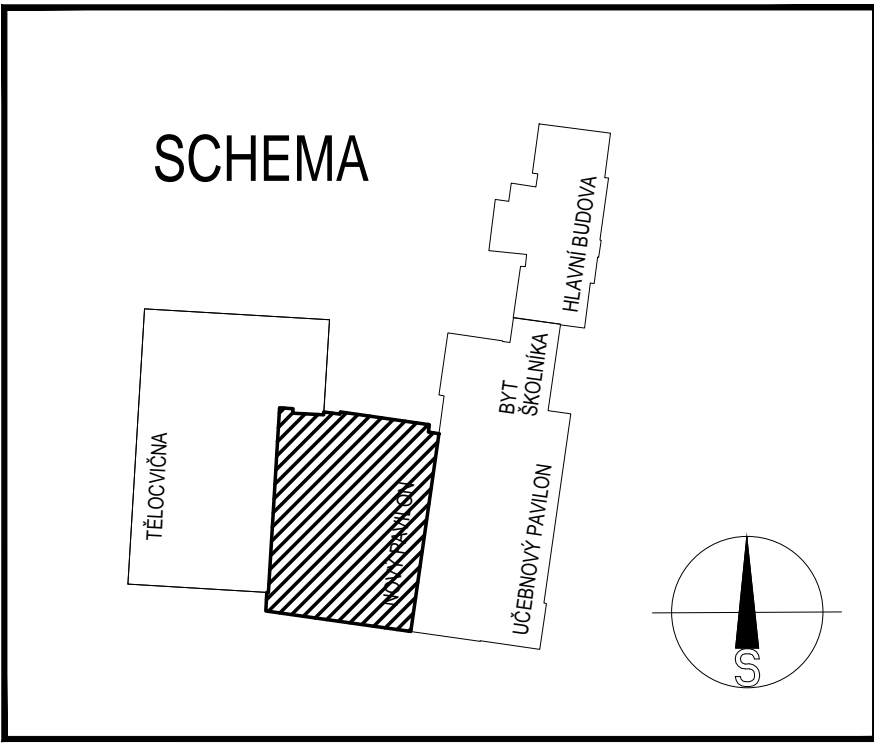 SCHEMA
HLAVNÍ BUDOVA
BYT
ŠKOLNÍKA
TĚLOCVIČNA
NOVÝ PAVILON
UČEBNOVÝ PAVILON
S